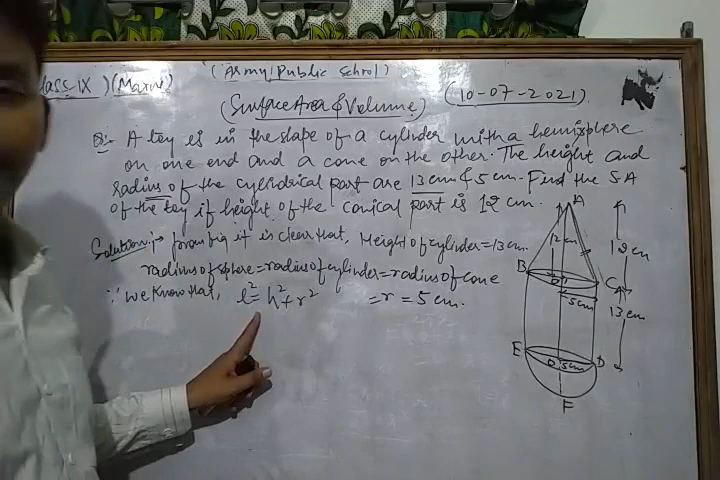 (Army Public School)
Class-IX) (Maths)
(Surface Area & Volume)
(10-07-2021)
Q:- A toy is in the shape of a cylinder with a hemisphere
on one end and a cone on the other. The height and
radius of the cylindrical part are 13 cm & 5 cm. Find the S.A
of the toy if height of the conical part is 12 cm.
Solution:- from fig it is clear that, Height of cylinder = 13 cm.
radius of sphere = radius of cylinder = radius of cone
= r = 5 cm.
∵ we know that, l² = h² + r²
A
12 cm
12 cm
B
O
C
5 cm
13 cm
E
O
5 cm
D
F